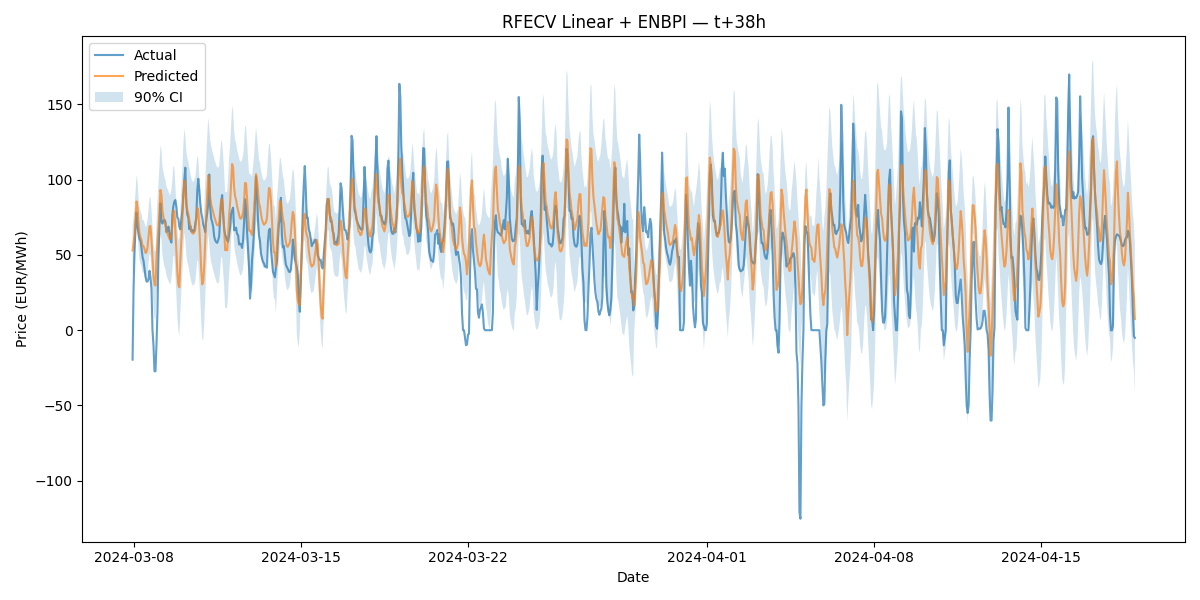 RFECV Linear + ENBPI — t+38h
Actual
Predicted
90% CI
Price (EUR/MWh)
150
100
50
0
−50
−100
2024-03-08
2024-03-15
2024-03-22
2024-04-01
2024-04-08
2024-04-15
Date